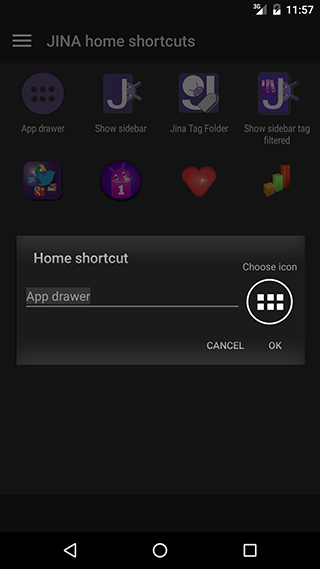 3G 11:57
JINA home shortcuts
App drawer
Show sidebar
Jina Tag Folder
Show sidebar tag
filtered
1
Home shortcut
Choose icon
App drawer
CANCEL OK